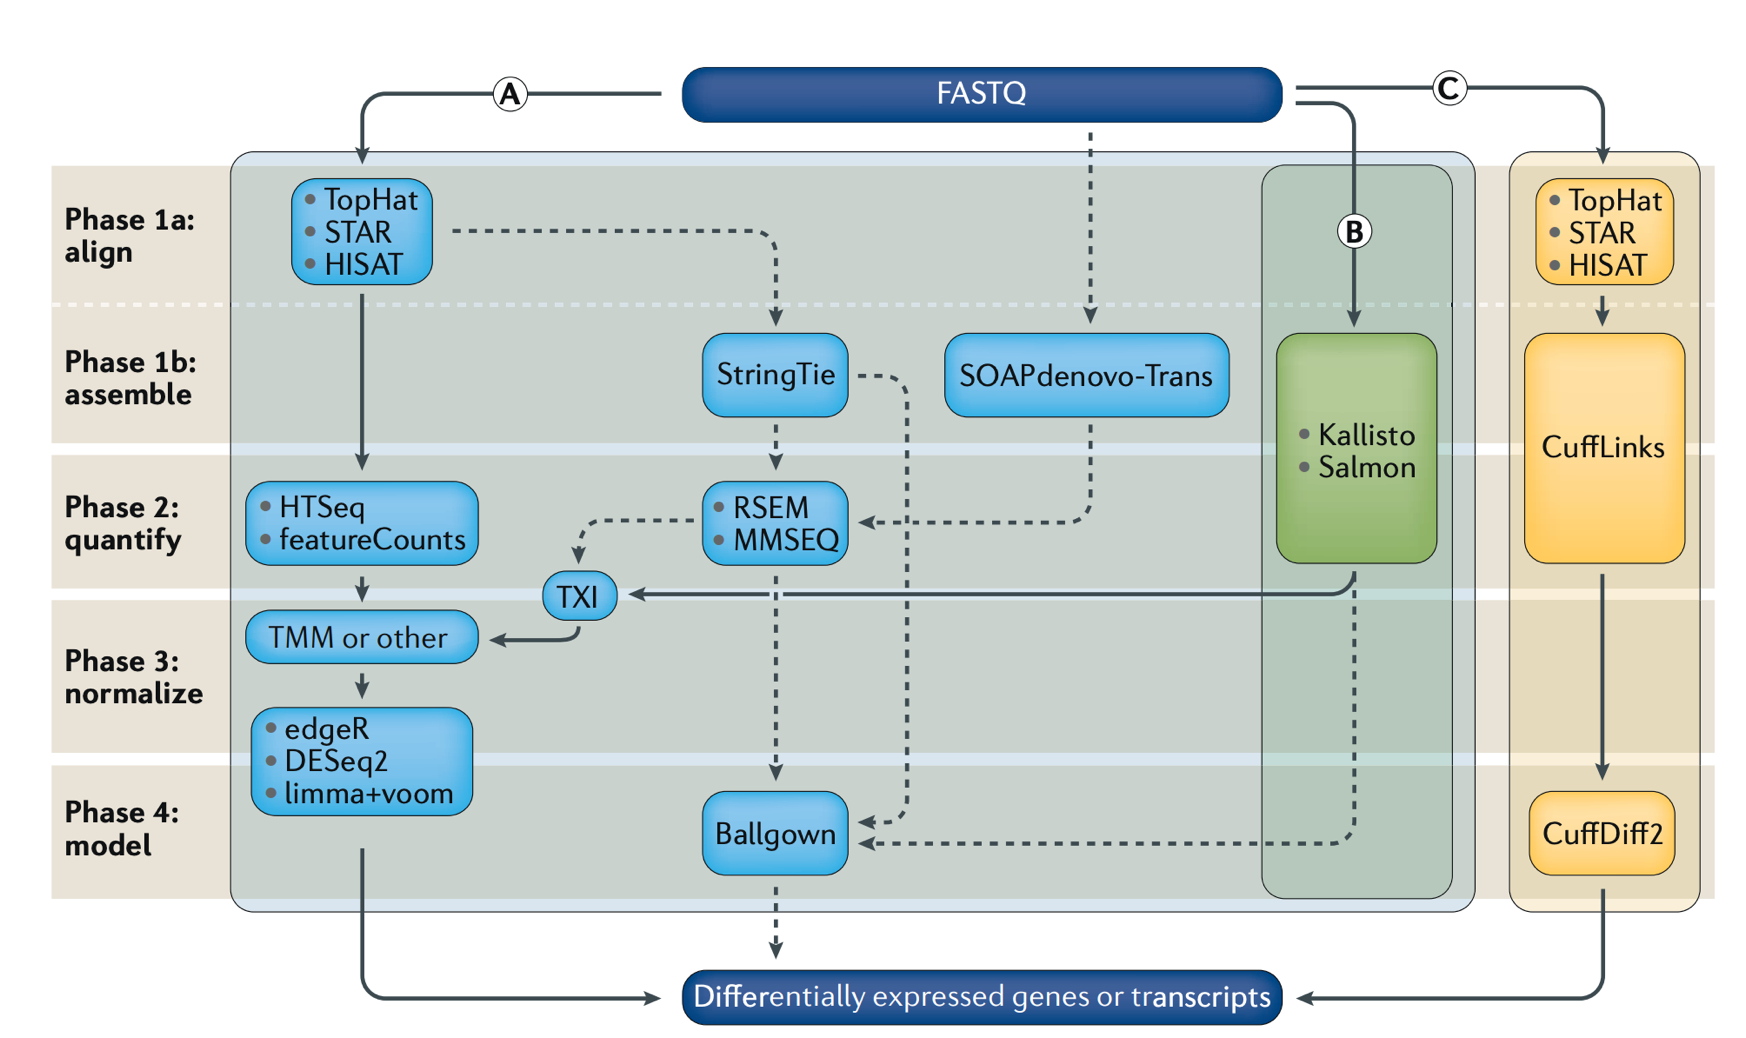 FASTQ
A
C
Phase 1a:
align
• TopHat
• STAR
• HISAT
B
• TopHat
• STAR
• HISAT
Phase 1b:
assemble
StringTie
SOAPdenovo-Trans
• Kallisto
• Salmon
CuffLinks
Phase 2:
quantify
• HTSeq
• featureCounts
• RSEM
• MMSEQ
TXI
Phase 3:
normalize
TMM or other
• edgeR
• DESeq2
• limma+voom
Phase 4:
model
Ballgown
CuffDiff2
Differentially expressed genes or transcripts